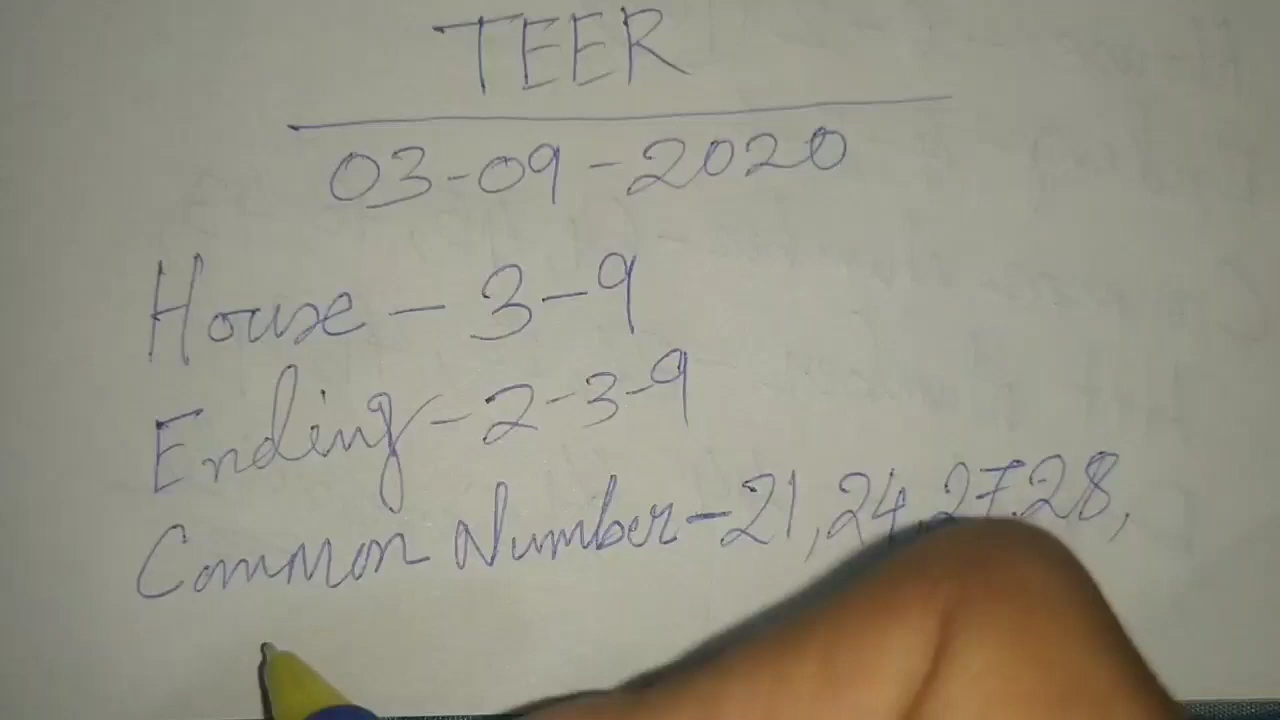 TEER
03-09-2020
House - 3-9
Ending - 2-3-9
Common Number - 21, 24, 27. 28,